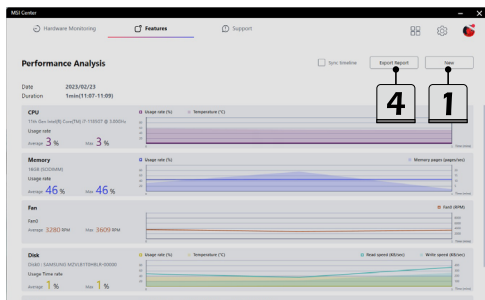 MSI Center
Hardware Monitoring
Features
Support
Performance Analysis
Sync timeline
Export Report
New
4
1
Date 2023/02/23
Duration 1min(11:07-11:09)
CPU
Usage rate (%)
Temperature (°C)
Usage rate
Average 3 % Max 3 %
Memory
Usage rate (%)
Memory pages (pages/sec)
16GB (DDRIMM)
Usage rate
Average 46 % Max 46 %
Fan
Fan0 (RPM)
Fan0
Average 3280 RPM Max 3609 RPM
Disk
Usage rate (%)
Temperature (°C)
Read speed (KB/sec)
Write speed (KB/sec)
Usage Time rate
Average 1 % Max 1 %